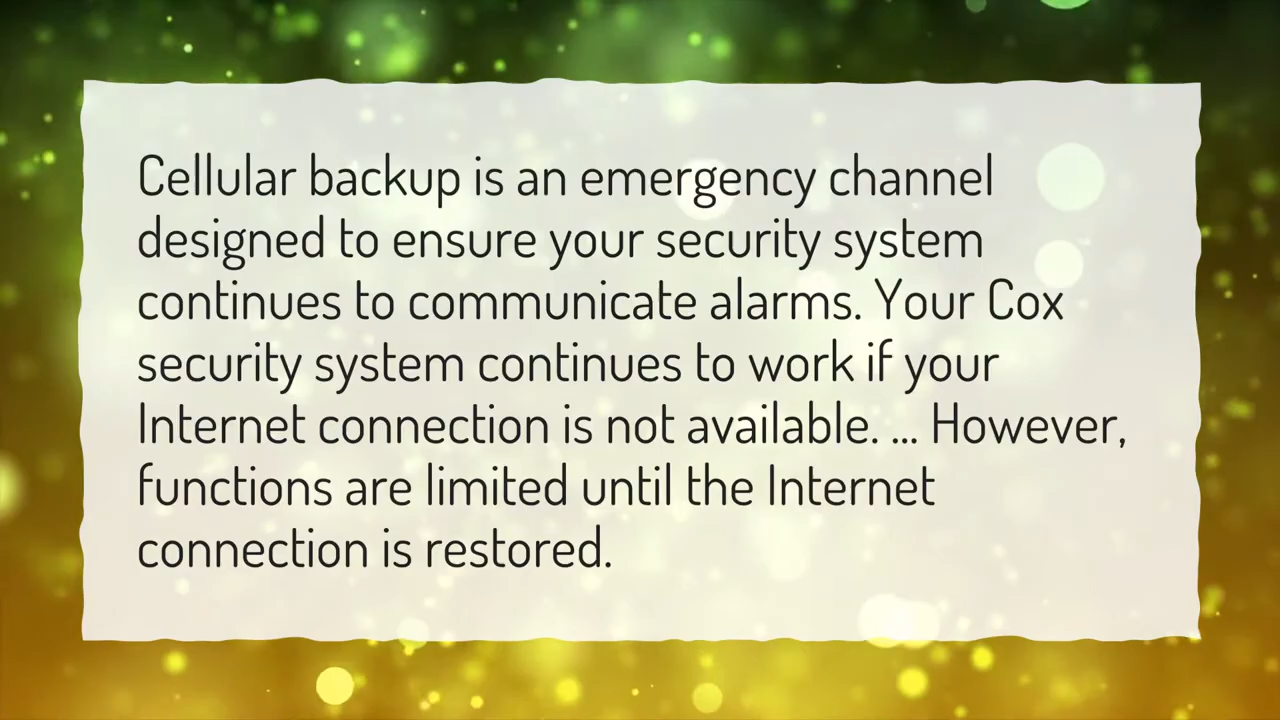 Cellular backup is an emergency channel
designed to ensure your security system
continues to communicate alarms. Your Cox
security system continues to work if your
Internet connection is not available. ... However,
functions are limited until the Internet
connection is restored.